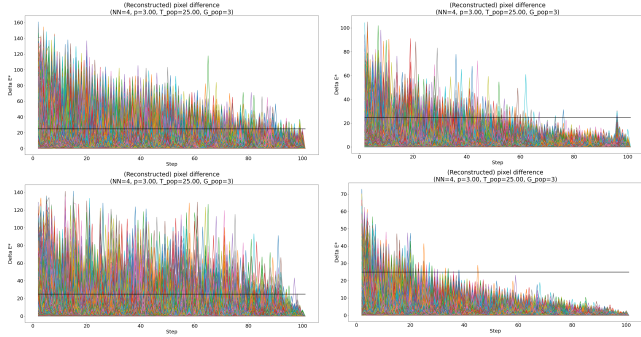 (Reconstructed) pixel difference
(NN=4, p=3.00, T_pop=25.00, G_pop=3)
Delta E*
160
140
120
100
80
60
40
20
0
0 20 40 60 80 100
Step
(Reconstructed) pixel difference
(NN=4, p=3.00, T_pop=25.00, G_pop=3)
Delta E*
100
80
60
40
20
0
0 20 40 60 80 100
Step
(Reconstructed) pixel difference
(NN=4, p=3.00, T_pop=25.00, G_pop=3)
Delta E*
140
120
100
80
60
40
20
0
0 20 40 60 80 100
Step
(Reconstructed) pixel difference
(NN=4, p=3.00, T_pop=25.00, G_pop=3)
Delta E*
70
60
50
40
30
20
10
0
0 20 40 60 80 100
Step